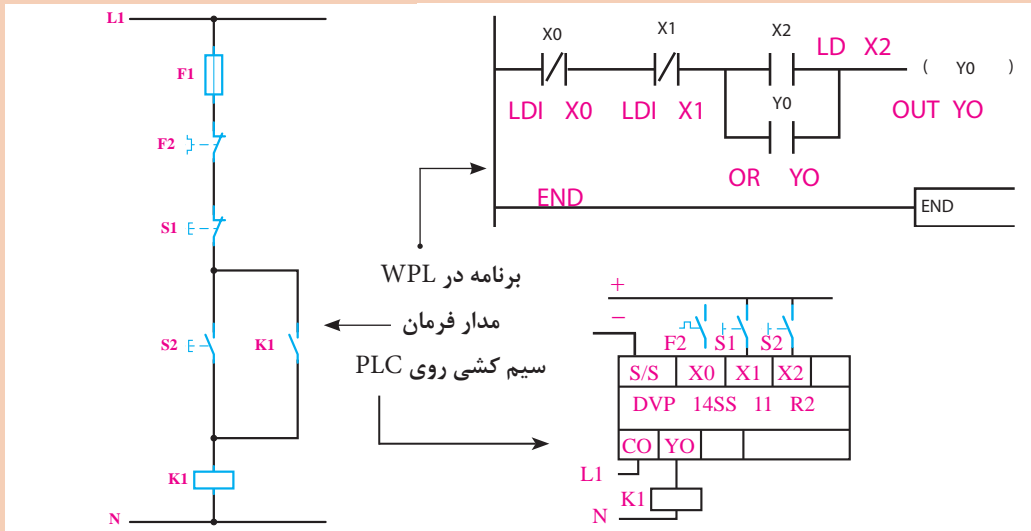 L1
F1
F2
S1
S2 K1
K1
N
X0 X1 X2 LD X2
( Y0 )
LDI X0 LDI X1 Y0 OUT YO
OR YO
END
END
برنامه در WPL
مدار فرمان
سیم کشی روی PLC
+
−
F2 S1 S2
S/S X0 X1 X2
DVP 14SS 11 R2
CO YO
L1
K1
N